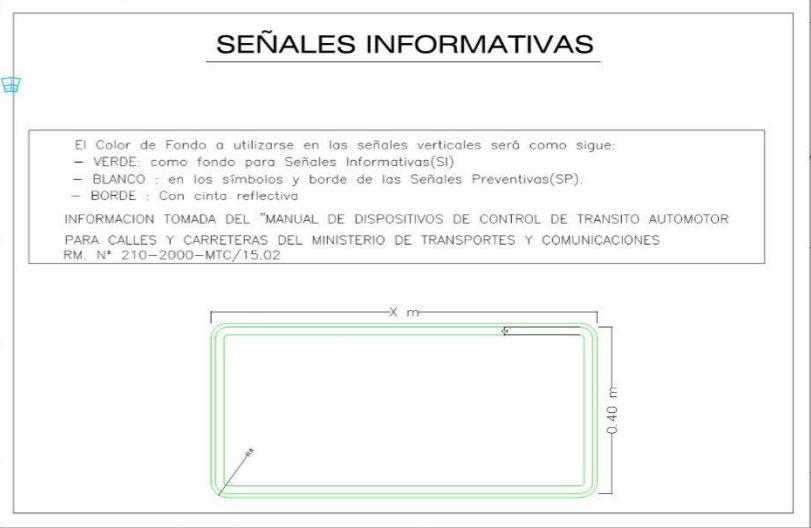 SEÑALES INFORMATIVAS
El Color de Fondo a utilizarse en las señales verticales será como sigue:
– VERDE: como fondo para Señales Informativas(SI)
– BLANCO : en los símbolos y borde de las Señales Preventivas(SP).
– BORDE : Con cinta reflectiva
INFORMACION TOMADA DEL "MANUAL DE DISPOSITIVOS DE CONTROL DE TRANSITO AUTOMOTOR
PARA CALLES Y CARRETERAS DEL MINISTERIO DE TRANSPORTES Y COMUNICACIONES
RM. N° 210–2000–MTC/15.02
X m
0.40 m
R4